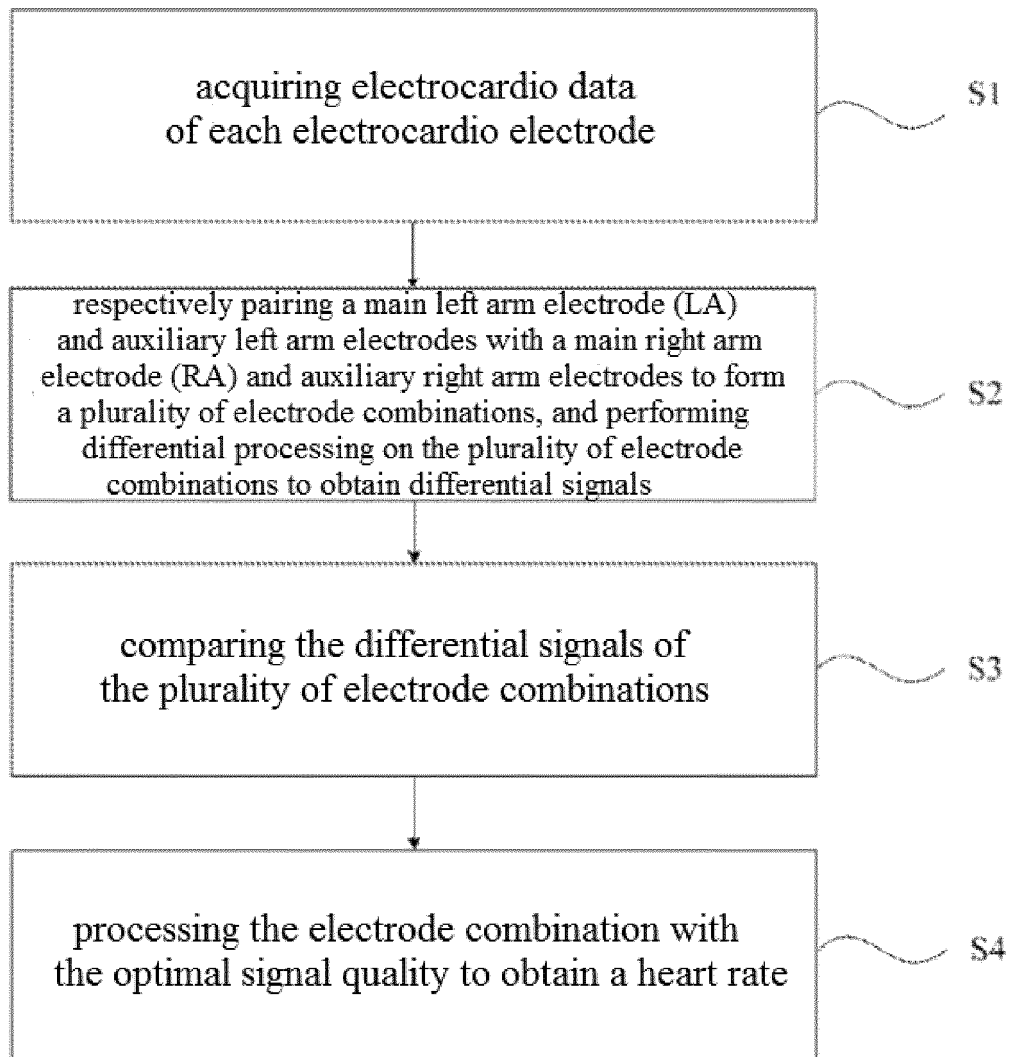 acquiring electrocardio data
of each electrocardio electrode
S1
respectively pairing a main left arm electrode (LA)
and auxiliary left arm electrodes with a main right arm
electrode (RA) and auxiliary right arm electrodes to form
a plurality of electrode combinations, and performing
differential processing on the plurality of electrode
combinations to obtain differential signals
S2
comparing the differential signals of
the plurality of electrode combinations
S3
processing the electrode combination with
the optimal signal quality to obtain a heart rate
S4